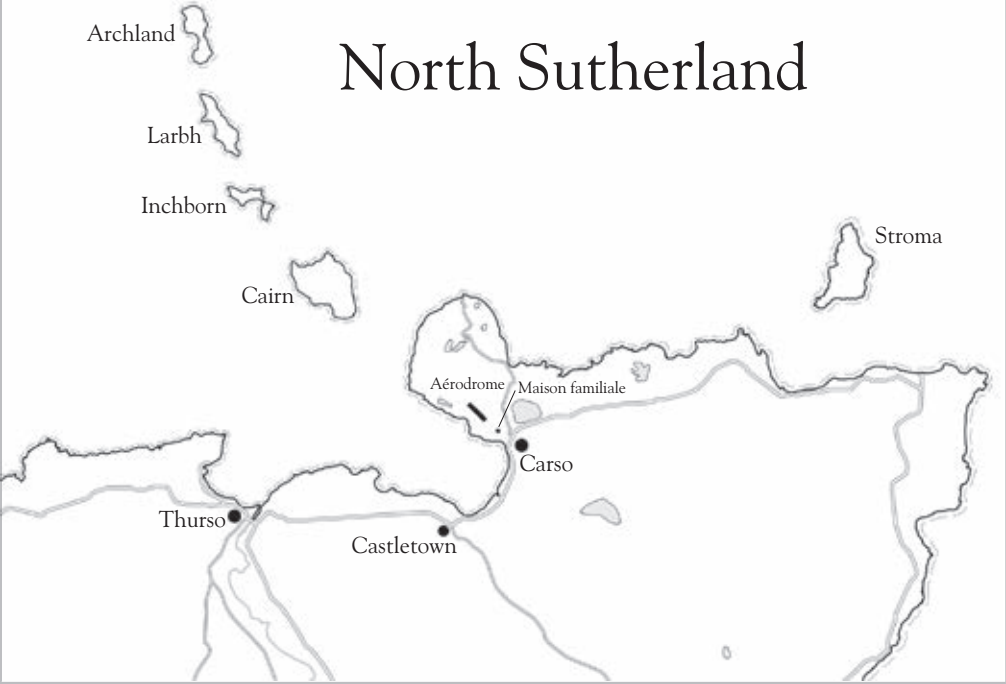 Archland
North Sutherland
Larbh
Inchborn
Stroma
Cairn
Aérodrome
Maison familiale
Carso
Thurso
Castletown